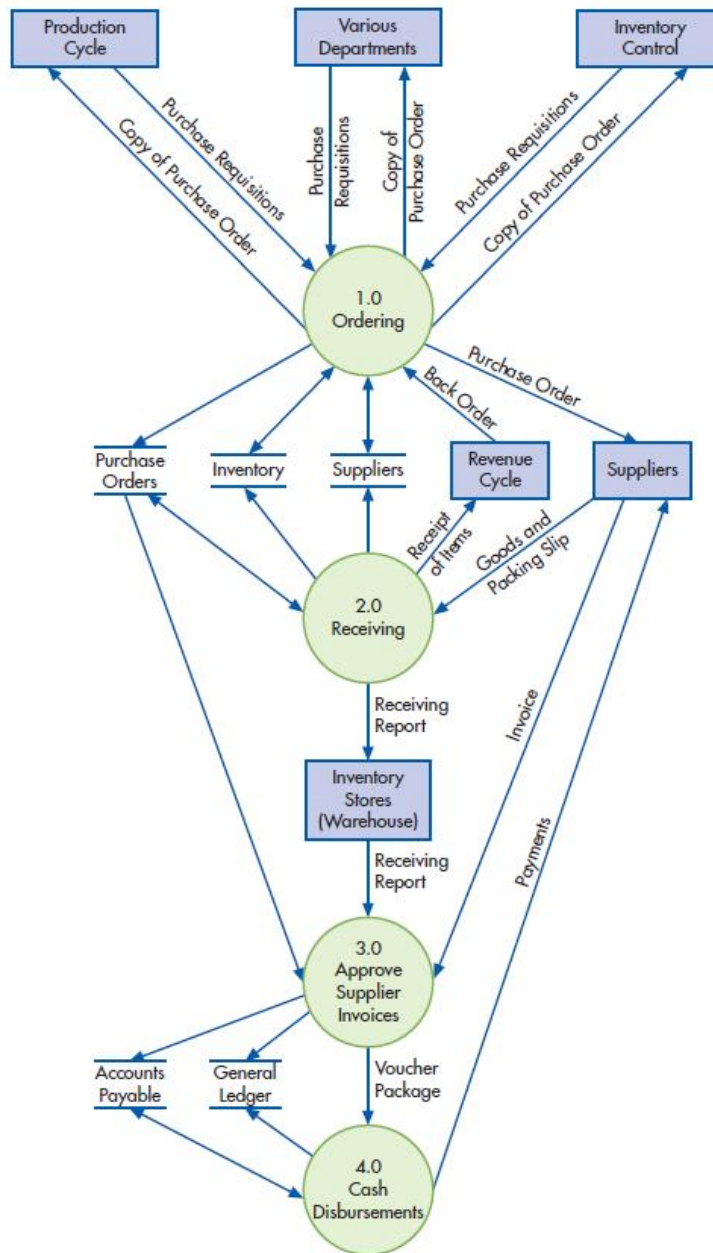 Production
Cycle
Various
Departments
Inventory
Control
Copy of Purchase Order
Purchase Requisitions
Purchase
Requisitions
Copy of
Purchase Order
Purchase Requisitions
Copy of Purchase Order
1.0
Ordering
Back Order
Purchase Order
Purchase
Orders
Inventory
Suppliers
Revenue
Cycle
Suppliers
Receipt
of Items
Goods and
Packing Slip
2.0
Receiving
Receiving
Report
Invoice
Inventory
Stores
(Warehouse)
Payments
Receiving
Report
3.0
Approve
Supplier
Invoices
Accounts
Payable
General
Ledger
Voucher
Package
4.0
Cash
Disbursements